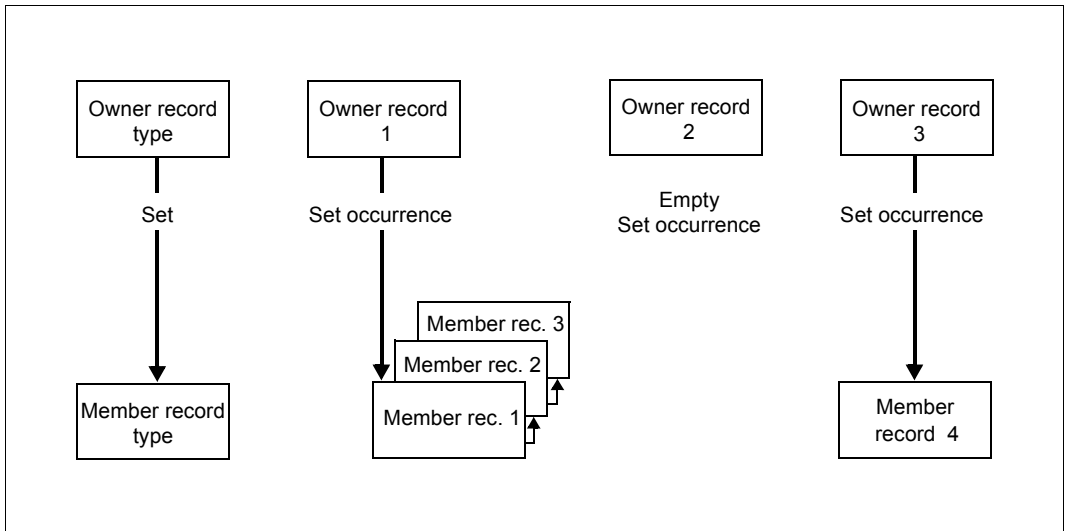 Owner record
type
Owner record
1
Owner record
2
Owner record
3
Set
Set occurrence
Empty
Set occurrence
Set occurrence
Member rec. 3
Member rec. 2
Member rec. 1
Member record
type
Member
record 4